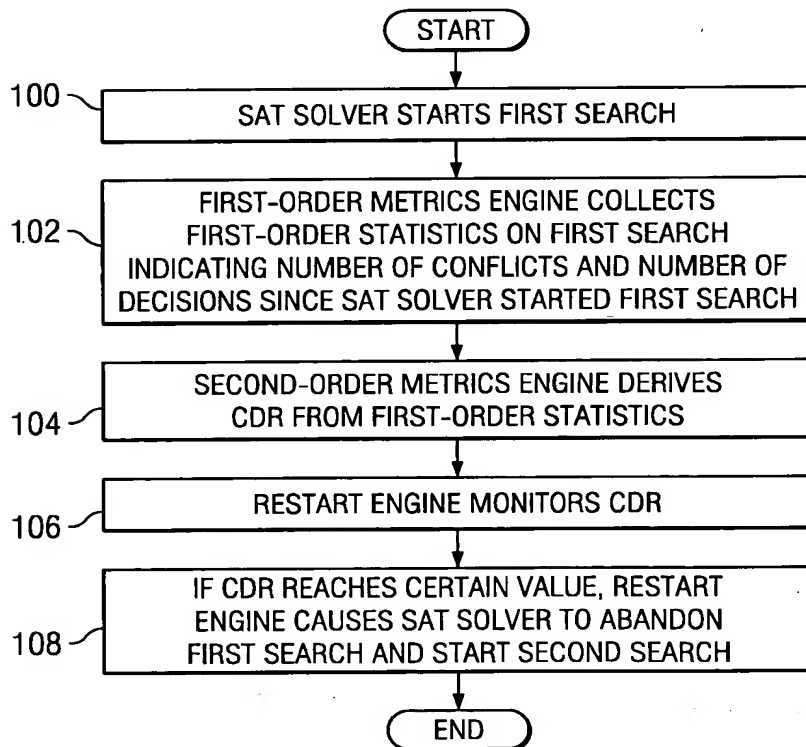 START
100
SAT SOLVER STARTS FIRST SEARCH
102
FIRST-ORDER METRICS ENGINE COLLECTS
FIRST-ORDER STATISTICS ON FIRST SEARCH
INDICATING NUMBER OF CONFLICTS AND NUMBER OF
DECISIONS SINCE SAT SOLVER STARTED FIRST SEARCH
104
SECOND-ORDER METRICS ENGINE DERIVES
CDR FROM FIRST-ORDER STATISTICS
106
RESTART ENGINE MONITORS CDR
108
IF CDR REACHES CERTAIN VALUE, RESTART
ENGINE CAUSES SAT SOLVER TO ABANDON
FIRST SEARCH AND START SECOND SEARCH
END